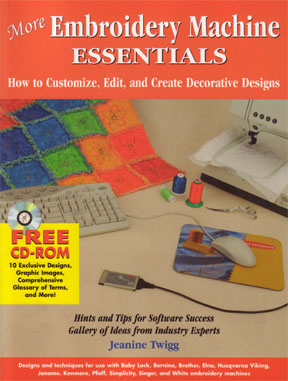 More Embroidery Machine
ESSENTIALS
How to Customize, Edit, and Create Decorative Designs
FREE
CD-ROM
10 Exclusive Designs,
Graphic Images,
Comprehensive
Glossary of Terms,
and More!
Hints and Tips for Software Success
Gallery of Ideas from Industry Experts
Jeanine Twigg
Designs and techniques for use with Baby Lock, Bernina, Brother, Elna, Husqvarna Viking,
Janome, Kenmore, Pfaff, Simplicity, Singer, and White embroidery machines